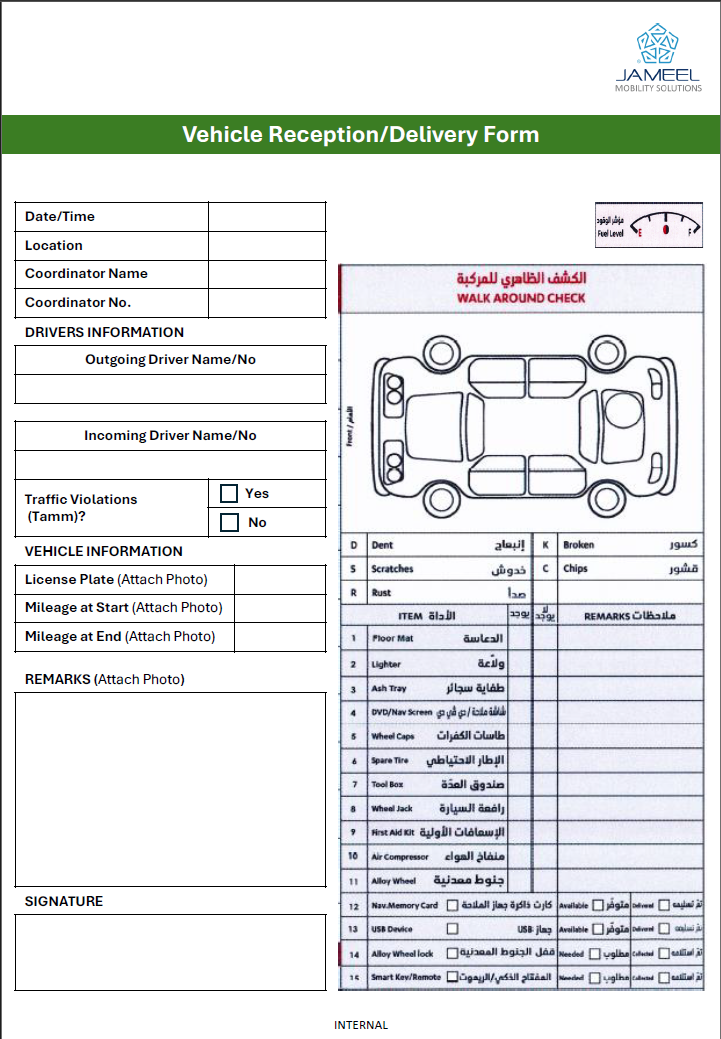 JAMEEL
MOBILITY SOLUTIONS
Vehicle Reception/Delivery Form
Date/Time
Location
Coordinator Name
Coordinator No.
DRIVERS INFORMATION
Outgoing Driver Name/No
Incoming Driver Name/No
Traffic Violations
(Tamm)?
Yes
No
VEHICLE INFORMATION
License Plate (Attach Photo)
Mileage at Start (Attach Photo)
Mileage at End (Attach Photo)
REMARKS (Attach Photo)
SIGNATURE
مؤشر الوقود
Fuel Level
E F
الكشف الظاهري للمركبة
WALK AROUND CHECK
Front / الأمام
D Dent إنبعاج K Broken كسور
S Scratches خدوش C Chips قشور
R Rust صدأ
ITEM الأداة يوجد لا يوجد REMARKS ملاحظات
1 Floor Mat الدعاسة
2 Lighter ولاّعة
3 Ash Tray طفاية سجائر
4 DVD/Nav Screen شاشة ملاحة / دي في دي
5 Wheel Caps طاسات الكفرات
6 Spare Tire الإطار الاحتياطي
7 Tool Box صندوق العدّة
8 Wheel Jack رافعة السيارة
9 First Aid Kit الإسعافات الأولية
10 Air Compressor منفاخ الهواء
11 Alloy Wheel جنوط معدنية
12 Nav.Memory Card كارت ذاكرة جهاز الملاحة Available متوفّر Delivered تم تسليمه
13 USB Device جهاز USB Available متوفّر Delivered تم تسليمه
14 Alloy Wheel lock قفل الجنوط المعدنية Needed مطلوب Collected تم استلامه
15 Smart Key/Remote المفتاح الذكي/الريموت Needed مطلوب Collected تم استلامه
INTERNAL